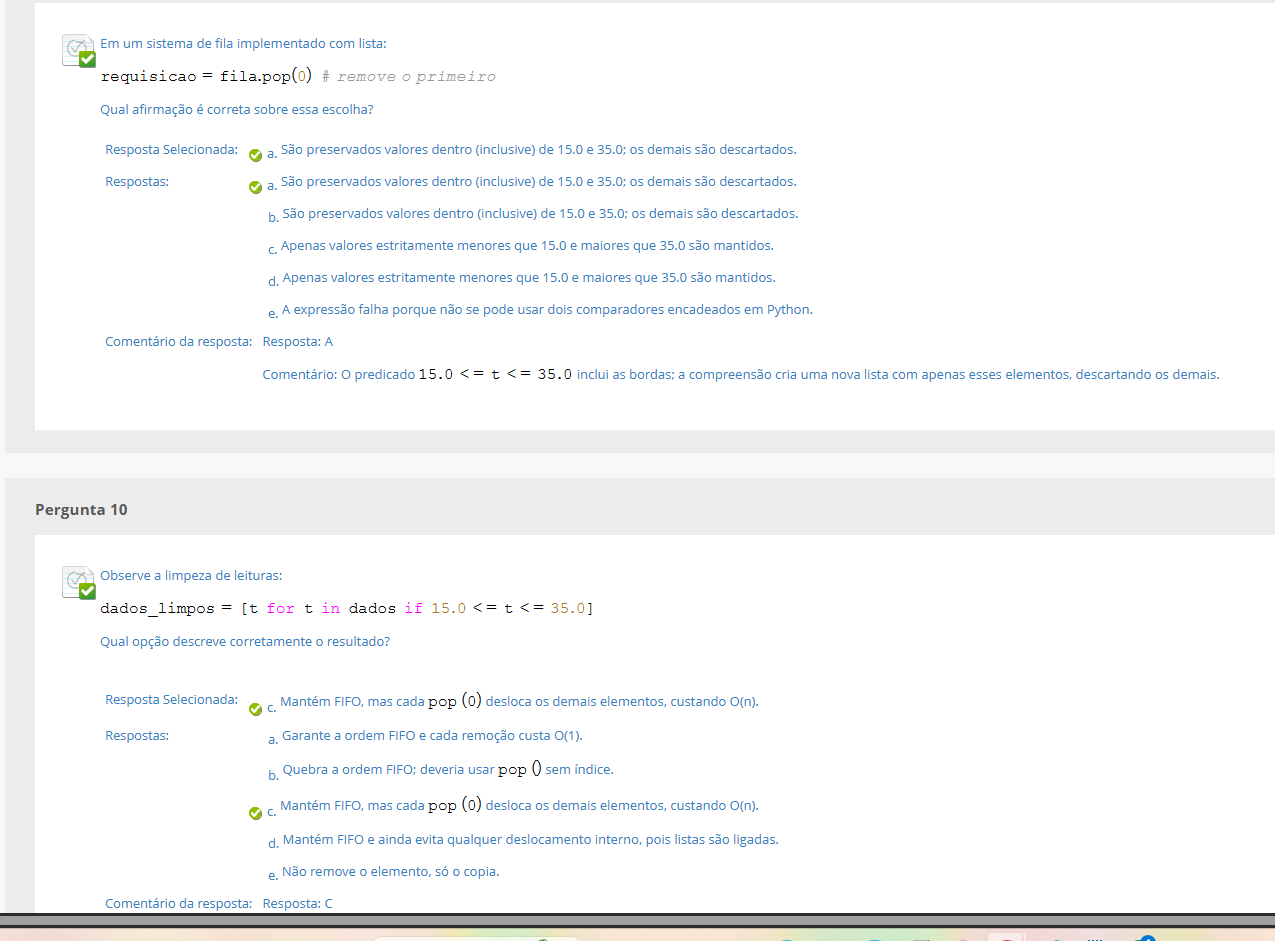 Em um sistema de fila implementado com lista:
requisicao = fila.pop(0) # remove o primeiro
Qual afirmação é correta sobre essa escolha?
Resposta Selecionada: a. São preservados valores dentro (inclusive) de 15.0 e 35.0; os demais são descartados.
Respostas: a. São preservados valores dentro (inclusive) de 15.0 e 35.0; os demais são descartados.
b. São preservados valores dentro (inclusive) de 15.0 e 35.0; os demais são descartados.
c. Apenas valores estritamente menores que 15.0 e maiores que 35.0 são mantidos.
d. Apenas valores estritamente menores que 15.0 e maiores que 35.0 são mantidos.
e. A expressão falha porque não se pode usar dois comparadores encadeados em Python.
Comentário da resposta: Resposta: A
Comentário: O predicado 15.0 <= t <= 35.0 inclui as bordas; a compreensão cria uma nova lista com apenas esses elementos, descartando os demais.
Pergunta 10
Observe a limpeza de leituras:
dados_limpos = [t for t in dados if 15.0 <= t <= 35.0]
Qual opção descreve corretamente o resultado?
Resposta Selecionada: c. Mantém FIFO, mas cada pop (0) desloca os demais elementos, custando O(n).
Respostas: a. Garante a ordem FIFO e cada remoção custa O(1).
b. Quebra a ordem FIFO; deveria usar pop () sem índice.
c. Mantém FIFO, mas cada pop (0) desloca os demais elementos, custando O(n).
d. Mantém FIFO e ainda evita qualquer deslocamento interno, pois listas são ligadas.
e. Não remove o elemento, só o copia.
Comentário da resposta: Resposta: C